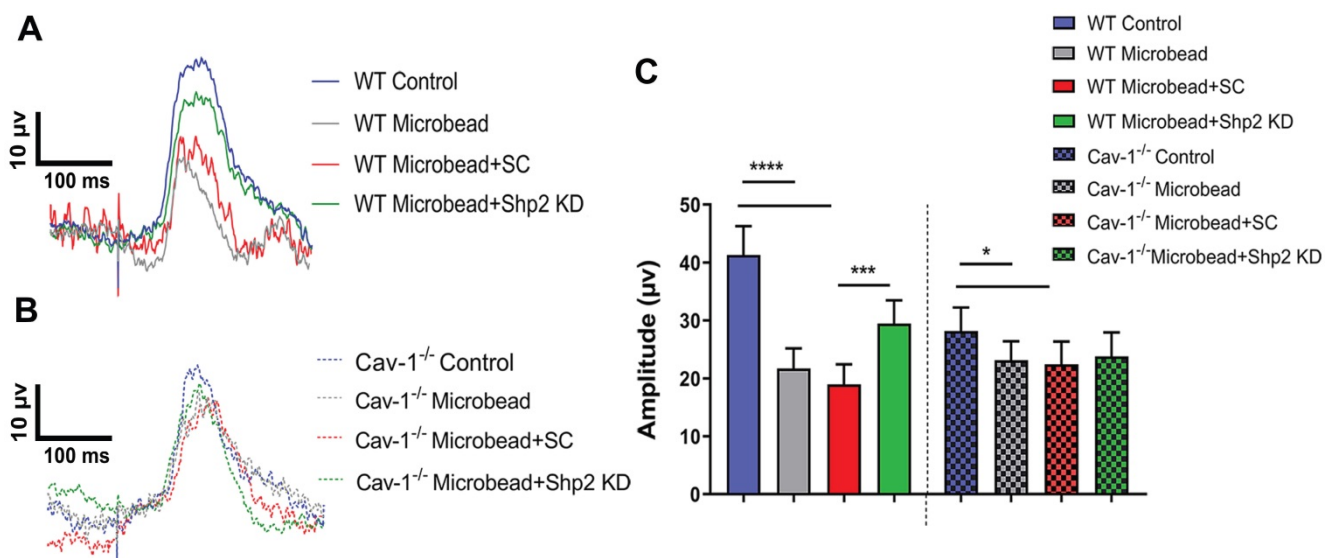 A
10 μv
100 ms
WT Control
WT Microbead
WT Microbead+SC
WT Microbead+Shp2 KD
B
10 μv
100 ms
Cav-1-/- Control
Cav-1-/- Microbead
Cav-1-/- Microbead+SC
Cav-1-/- Microbead+Shp2 KD
C
WT Control
WT Microbead
WT Microbead+SC
WT Microbead+Shp2 KD
Cav-1-/- Control
Cav-1-/- Microbead
Cav-1-/- Microbead+SC
Cav-1-/-Microbead+Shp2 KD
Amplitude (μv)
50
40
30
20
10
0
****
***
*